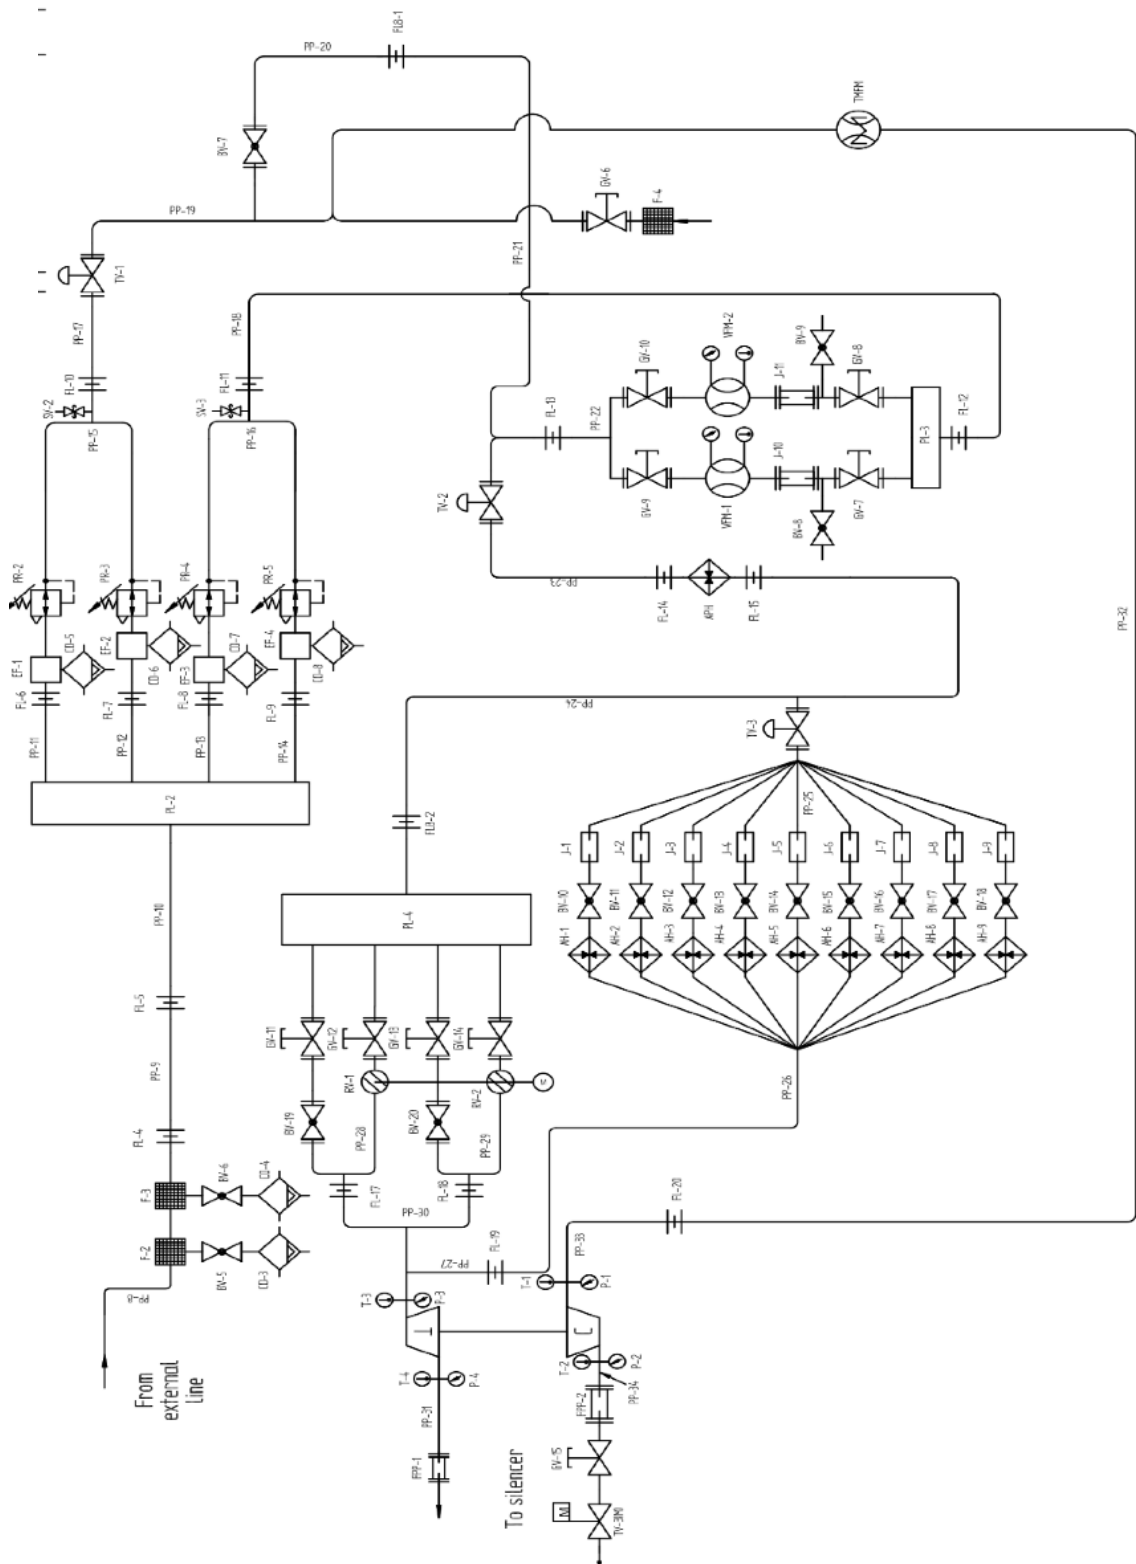 FLB-1
PP-20
TMFM
BV-7
GV-6
F-4
PP-19
TV-1
PP-21
PP-17
PP-18
VFM-2
BV-9
GV-10
GV-8
FL-10
FL-11
J-11
SV-2
SV-3
FL-13
FL-12
PP-22
PL-3
PP-15
PP-16
J-10
TV-2
GV-9
VFM-1
GV-7
BV-8
PR-2
PR-3
PR-4
PR-5
PP-23
CD-5
EF-2
CD-7
EF-4
FL-14
APH
FL-15
EF-1
CD-6
EF-3
CD-8
PP-32
FL-6
FL-7
FL-8
FL-9
PP-24
PP-11
PP-12
PP-13
PP-14
TV-3
PL-2
PP-25
FLB-2
J-1
J-2
J-3
J-4
J-5
J-6
J-7
J-8
J-9
BV-10
BV-11
BV-12
BV-13
BV-14
BV-15
BV-16
BV-17
BV-18
PP-10
PL-4
AH-1
AH-2
AH-3
AH-4
AH-5
AH-6
AH-7
AH-8
AH-9
FL-5
GV-12
GV-13
GV-14
PP-9
RV-1
RV-2
PP-26
FL-4
BV-19
PP-28
BV-20
PP-29
F-3
BV-6
CD-4
FL-17
FL-18
FL-20
PP-30
F-2
BV-5
CD-3
PP-27
FL-19
PP-33
PP-8
T-3
P-3
T-1
P-1
T
C
From
external
line
T-4
P-4
T-2
P-2
PP-34
PP-31
FPP-2
FPP-1
GV-15
To silencer
M
TV-3(M)